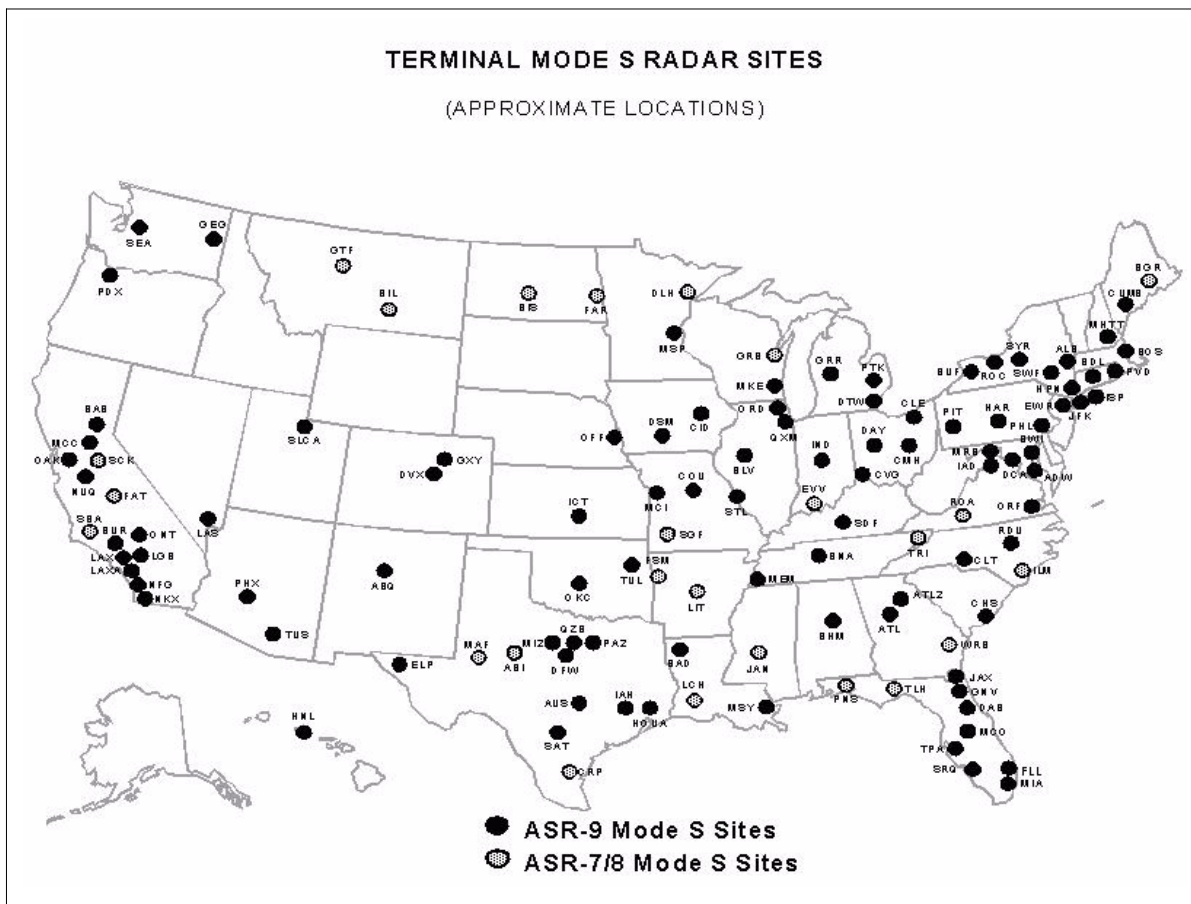 TERMINAL MODE S RADAR SITES
(APPROXIMATE LOCATIONS)
SEA
GEG
PDX
GTF
BIL
BIS
FAR
DLH
MSP
GRB
MKE
GRR
PTK
DTW
BGR
CUMB
MHTT
BOS
ALB
SYR
ROC
BUF
SWF
BDL
PVD
HPN
ISP
JFK
EWR
PHL
HAR
PIT
CLE
CMH
DAY
CVG
IND
EVV
SDF
ORD
QXM
CID
DSM
OFF
BLV
STL
COU
MCI
SGF
BAB
MCC
OAK
SCK
NUQ
FAT
SBA
BUR
ONT
LAX
LGB
LAXA
NFG
NKX
LAS
SLCA
DVX
GXY
ICT
PHX
TUS
ABQ
ELP
TUL
OKC
FSM
LIT
MEM
BNA
TRI
ROA
MRB
IAD
DCA
BWI
ADW
ORF
RDU
CLT
ILM
CHS
ATLZ
ATL
BHM
JAN
WRB
MAF
ABI
MIZ
QZB
PAZ
DFW
BAD
LCH
MSY
PNS
TLH
JAX
GNV
DAB
MCO
TPA
SRQ
FLL
MIA
AUS
IAH
HOUA
SAT
CRP
HNL
ASR-9 Mode S Sites
ASR-7/8 Mode S Sites